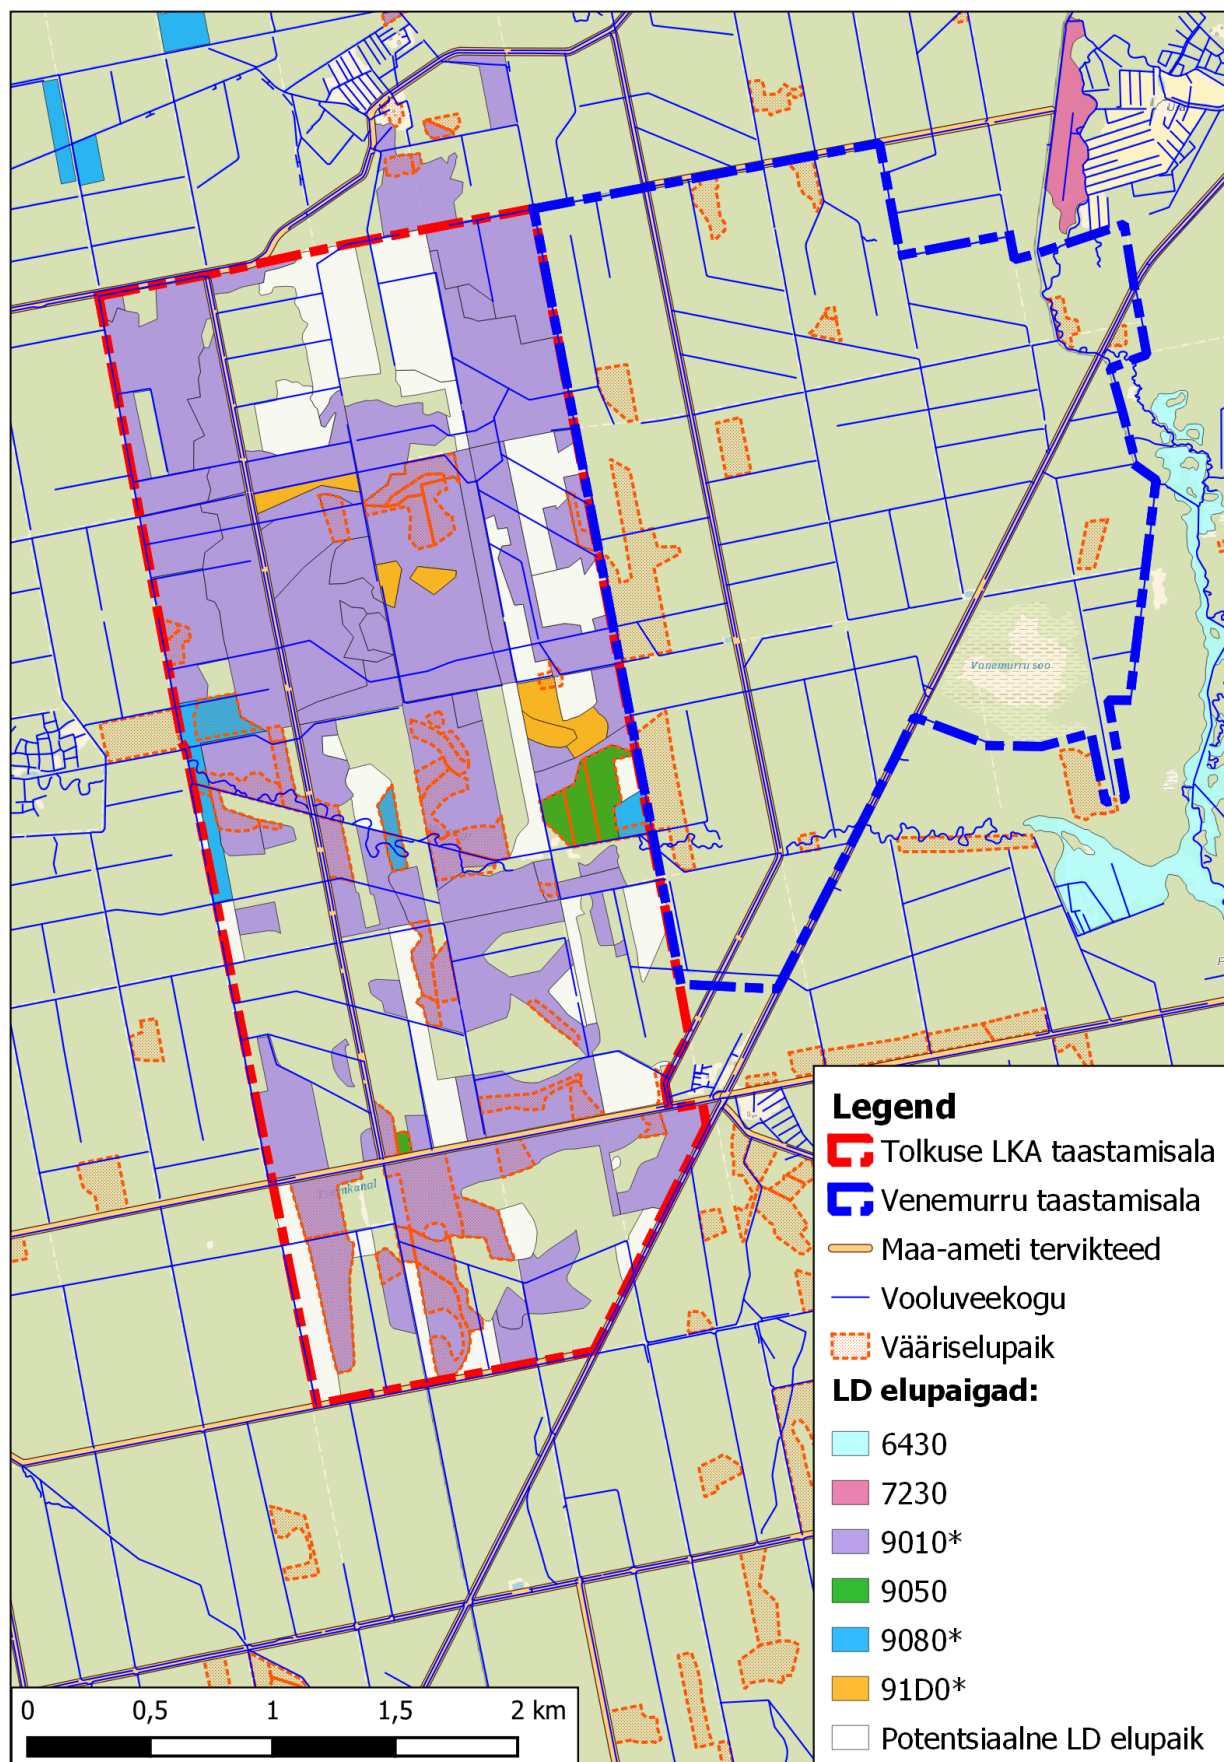 Vanemurru soo
Legend
Tolkuse LKA taastamisala
Venemurru taastamisala
Maa-ameti tervikteed
Vooluveekogu
Vääriselupaik
LD elupaigad:
6430
7230
9010*
9050
9080*
91D0*
Potentsiaalne LD elupaik
0 0,5 1 1,5 2 km